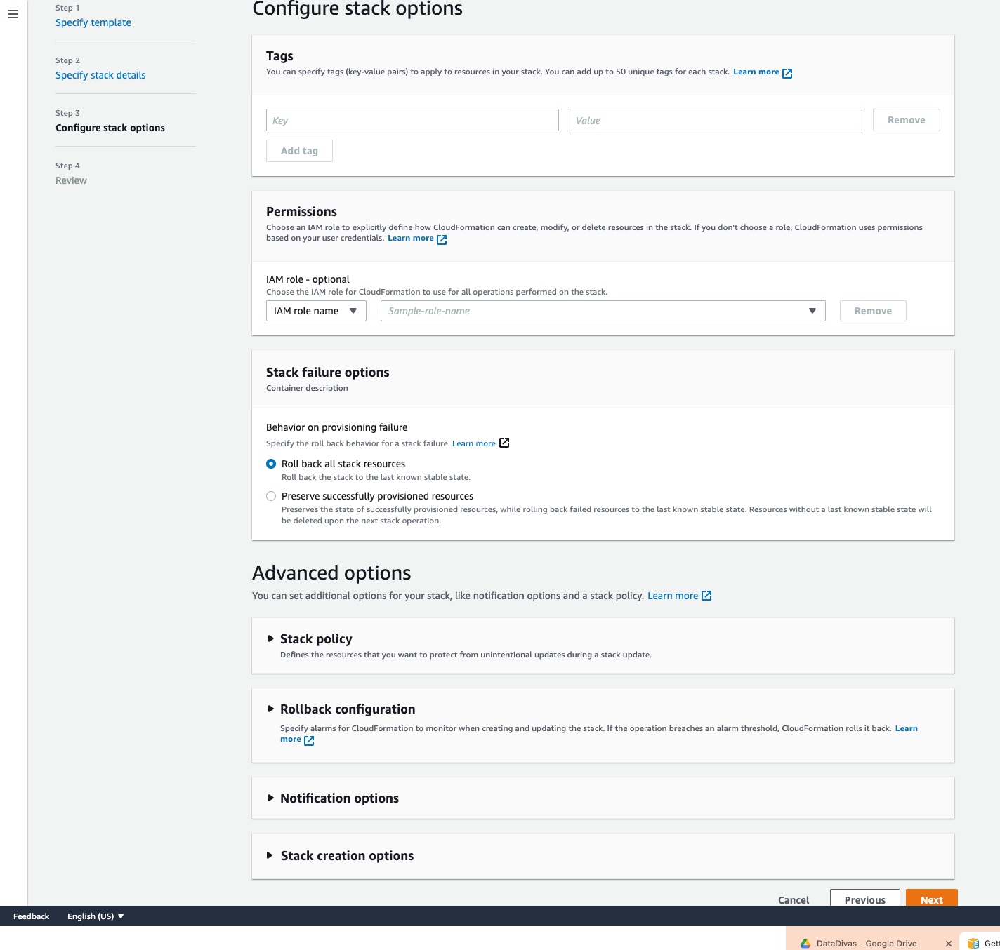 Step 1
Specify template
Step 2
Specify stack details
Step 3
Configure stack options
Step 4
Review
Configure stack options
Tags
You can specify tags (key-value pairs) to apply to resources in your stack. You can add up to 50 unique tags for each stack. Learn more
Key Value Remove
Add tag
Permissions
Choose an IAM role to explicitly define how CloudFormation can create, modify, or delete resources in the stack. If you don't choose a role, CloudFormation uses permissions
based on your user credentials. Learn more
IAM role - optional
Choose the IAM role for CloudFormation to use for all operations performed on the stack.
IAM role name Sample-role-name Remove
Stack failure options
Container description
Behavior on provisioning failure
Specify the roll back behavior for a stack failure. Learn more
Roll back all stack resources
Roll back the stack to the last known stable state.
Preserve successfully provisioned resources
Preserves the state of successfully provisioned resources, while rolling back failed resources to the last known stable state. Resources without a last known stable state will
be deleted upon the next stack operation.
Advanced options
You can set additional options for your stack, like notification options and a stack policy. Learn more
Stack policy
Defines the resources that you want to protect from unintentional updates during a stack update.
Rollback configuration
Specify alarms for CloudFormation to monitor when creating and updating the stack. If the operation breaches an alarm threshold, CloudFormation rolls it back. Learn
more
Notification options
Stack creation options
Cancel Previous Next
Feedback English (US)
DataDivas - Google Drive